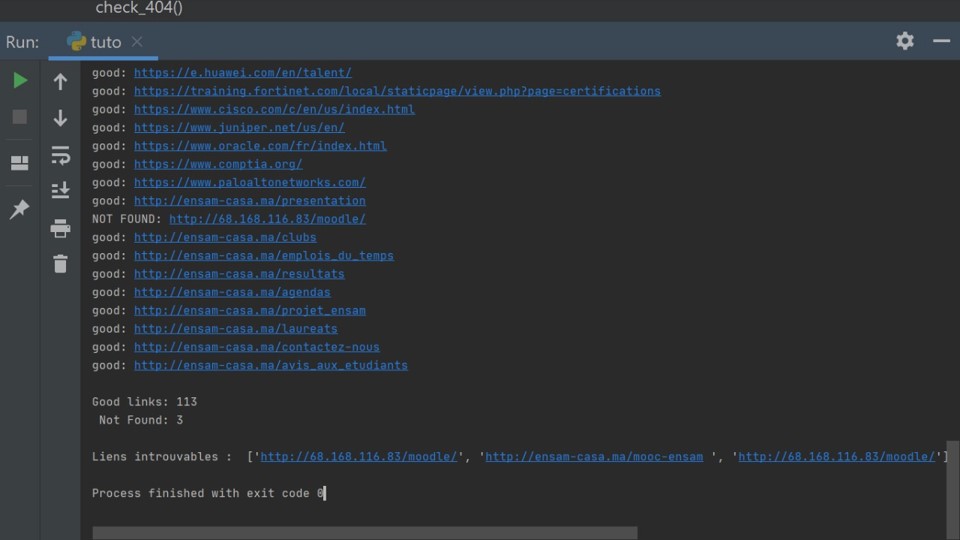 check_404()
Run: tuto
good: https://e.huawei.com/en/talent/
good: https://training.fortinet.com/local/staticpage/view.php?page=certifications
good: https://www.cisco.com/c/en/us/index.html
good: https://www.juniper.net/us/en/
good: https://www.oracle.com/fr/index.html
good: https://www.comptia.org/
good: https://www.paloaltonetworks.com/
good: http://ensam-casa.ma/presentation
NOT FOUND: http://68.168.116.83/moodle/
good: http://ensam-casa.ma/clubs
good: http://ensam-casa.ma/emplois_du_temps
good: http://ensam-casa.ma/resultats
good: http://ensam-casa.ma/agendas
good: http://ensam-casa.ma/projet_ensam
good: http://ensam-casa.ma/laureats
good: http://ensam-casa.ma/contactez-nous
good: http://ensam-casa.ma/avis_aux_etudiants
Good links: 113
Not Found: 3
Liens introuvables :  ['http://68.168.116.83/moodle/', 'http://ensam-casa.ma/mooc-ensam ', 'http://68.168.116.83/moodle/']
Process finished with exit code 0